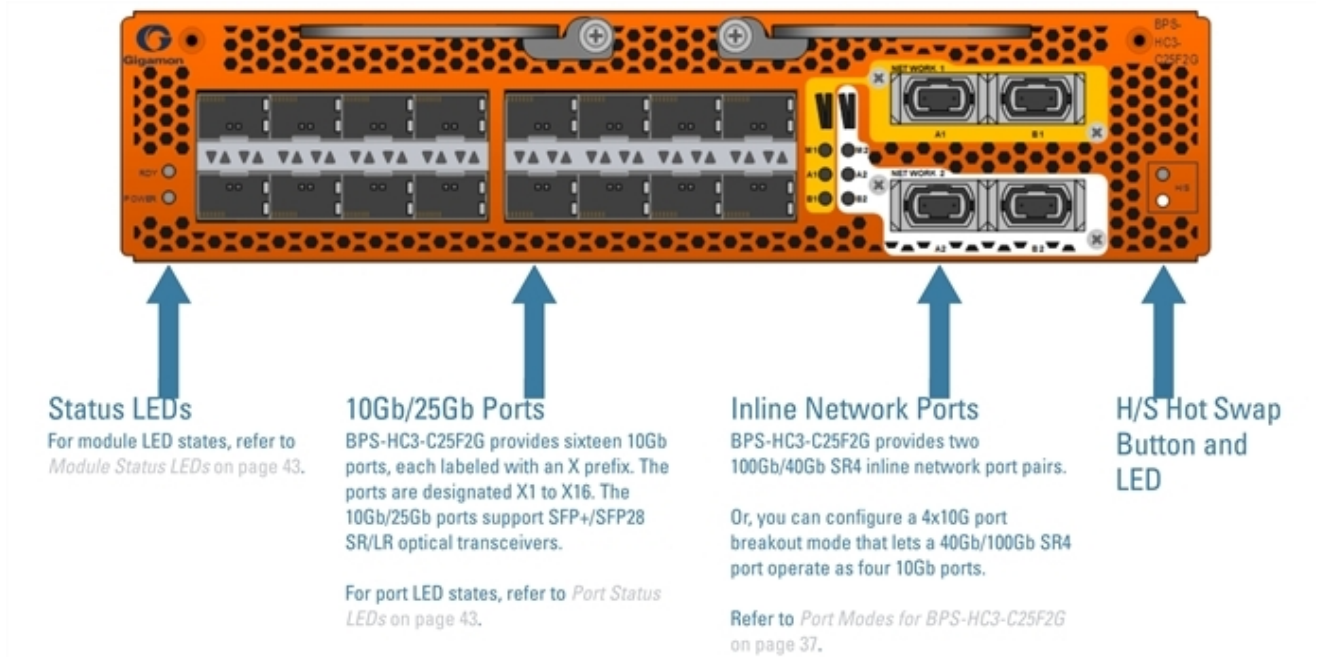 Gigamon
BPS-
HC3-
C25F2G
NETWORK 1
A1 B1
M1 M2
A1 A2
B1 B2
RDY
POWER
NETWORK 2
A2 B2
H/S
Status LEDs
For module LED states, refer to
Module Status LEDs on page 43.
10Gb/25Gb Ports
BPS-HC3-C25F2G provides sixteen 10Gb
ports, each labeled with an X prefix. The
ports are designated X1 to X16. The
10Gb/25Gb ports support SFP+/SFP28
SR/LR optical transceivers.
For port LED states, refer to Port Status
LEDs on page 43.
Inline Network Ports
BPS-HC3-C25F2G provides two
100Gb/40Gb SR4 inline network port pairs.
Or, you can configure a 4x10G port
breakout mode that lets a 40Gb/100Gb SR4
port operate as four 10Gb ports.
Refer to Port Modes for BPS-HC3-C25F2G
on page 37.
H/S Hot Swap
Button and
LED